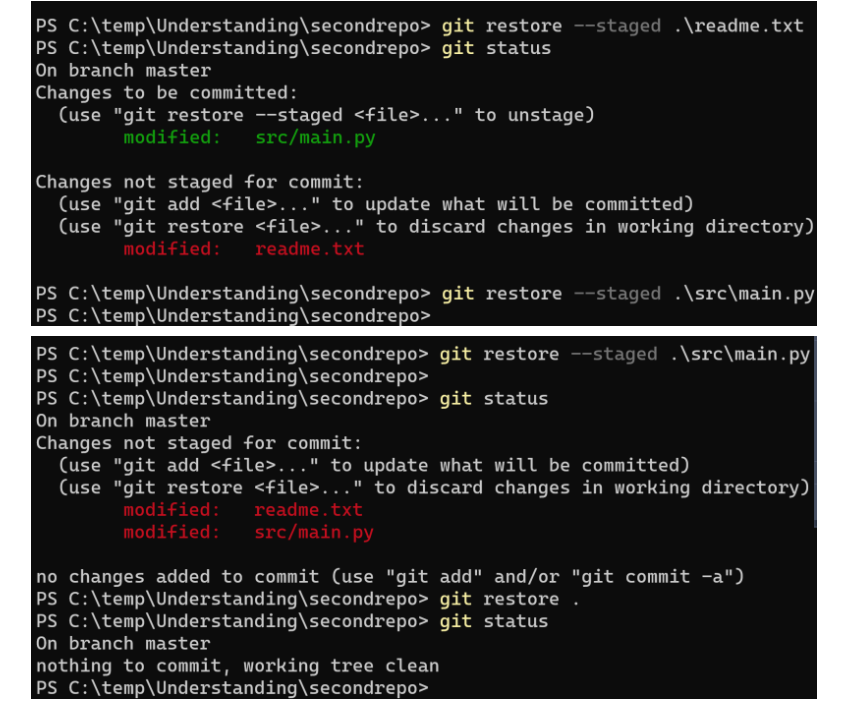 PS C:\temp\Understanding\secondrepo> git restore --staged .\readme.txt
PS C:\temp\Understanding\secondrepo> git status
On branch master
Changes to be committed:
  (use "git restore --staged <file>..." to unstage)
        modified:   src/main.py

Changes not staged for commit:
  (use "git add <file>..." to update what will be committed)
  (use "git restore <file>..." to discard changes in working directory)
        modified:   readme.txt

PS C:\temp\Understanding\secondrepo> git restore --staged .\src\main.py
PS C:\temp\Understanding\secondrepo>
PS C:\temp\Understanding\secondrepo> git restore --staged .\src\main.py
PS C:\temp\Understanding\secondrepo>
PS C:\temp\Understanding\secondrepo> git status
On branch master
Changes not staged for commit:
  (use "git add <file>..." to update what will be committed)
  (use "git restore <file>..." to discard changes in working directory)
        modified:   readme.txt
        modified:   src/main.py

no changes added to commit (use "git add" and/or "git commit -a")
PS C:\temp\Understanding\secondrepo> git restore .
PS C:\temp\Understanding\secondrepo> git status
On branch master
nothing to commit, working tree clean
PS C:\temp\Understanding\secondrepo>